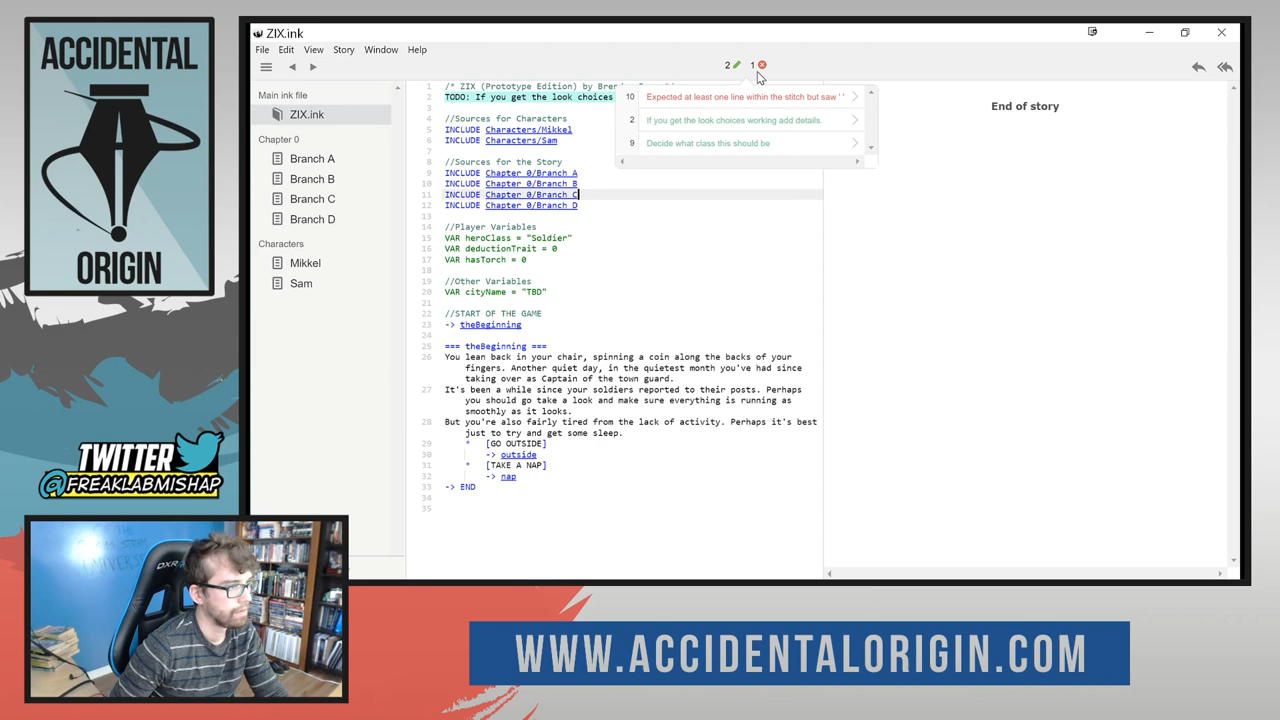 ACCIDENTAL
ORIGIN
TWITTER
@FREAKLABMISHAP
ZIX.ink
File Edit View Story Window Help
2 1
Main ink file
ZIX.ink
Chapter 0
Branch A
Branch B
Branch C
Branch D
Characters
Mikkel
Sam
1 /* ZIX (Prototype Edition) by
2 TODO: If you get the look choices
3
4 //Sources for Characters
5 INCLUDE Characters/Mikkel
6 INCLUDE Characters/Sam
7
8 //Sources for the Story
9 INCLUDE Chapter 0/Branch A
10 INCLUDE Chapter 0/Branch B
11 INCLUDE Chapter 0/Branch C
12 INCLUDE Chapter 0/Branch D
13
14 //Player Variables
15 VAR heroClass = "Soldier"
16 VAR deductionTrait = 0
17 VAR hasTorch = 0
18
19 //Other Variables
20 VAR cityName = "TBD"
21
22 //START OF THE GAME
23 -> theBeginning
24
25 === theBeginning ===
26 You lean back in your chair, spinning a coin along the backs of your
fingers. Another quiet day, in the quietest month you've had since
taking over as Captain of the town guard.
27 It's been a while since your soldiers reported to their posts. Perhaps
you should go take a look and make sure everything is running as
smoothly as it looks.
28 But you're also fairly tired from the lack of activity. Perhaps it's best
just to try and get some sleep.
29 * [GO OUTSIDE]
30 -> outside
31 * [TAKE A NAP]
32 -> nap
33 -> END
34
35
10 Expected at least one line within the stitch but saw '
2 If you get the look choices working add details.
9 Decide what class this should be
End of story
DXR
WWW.ACCIDENTALORIGIN.COM